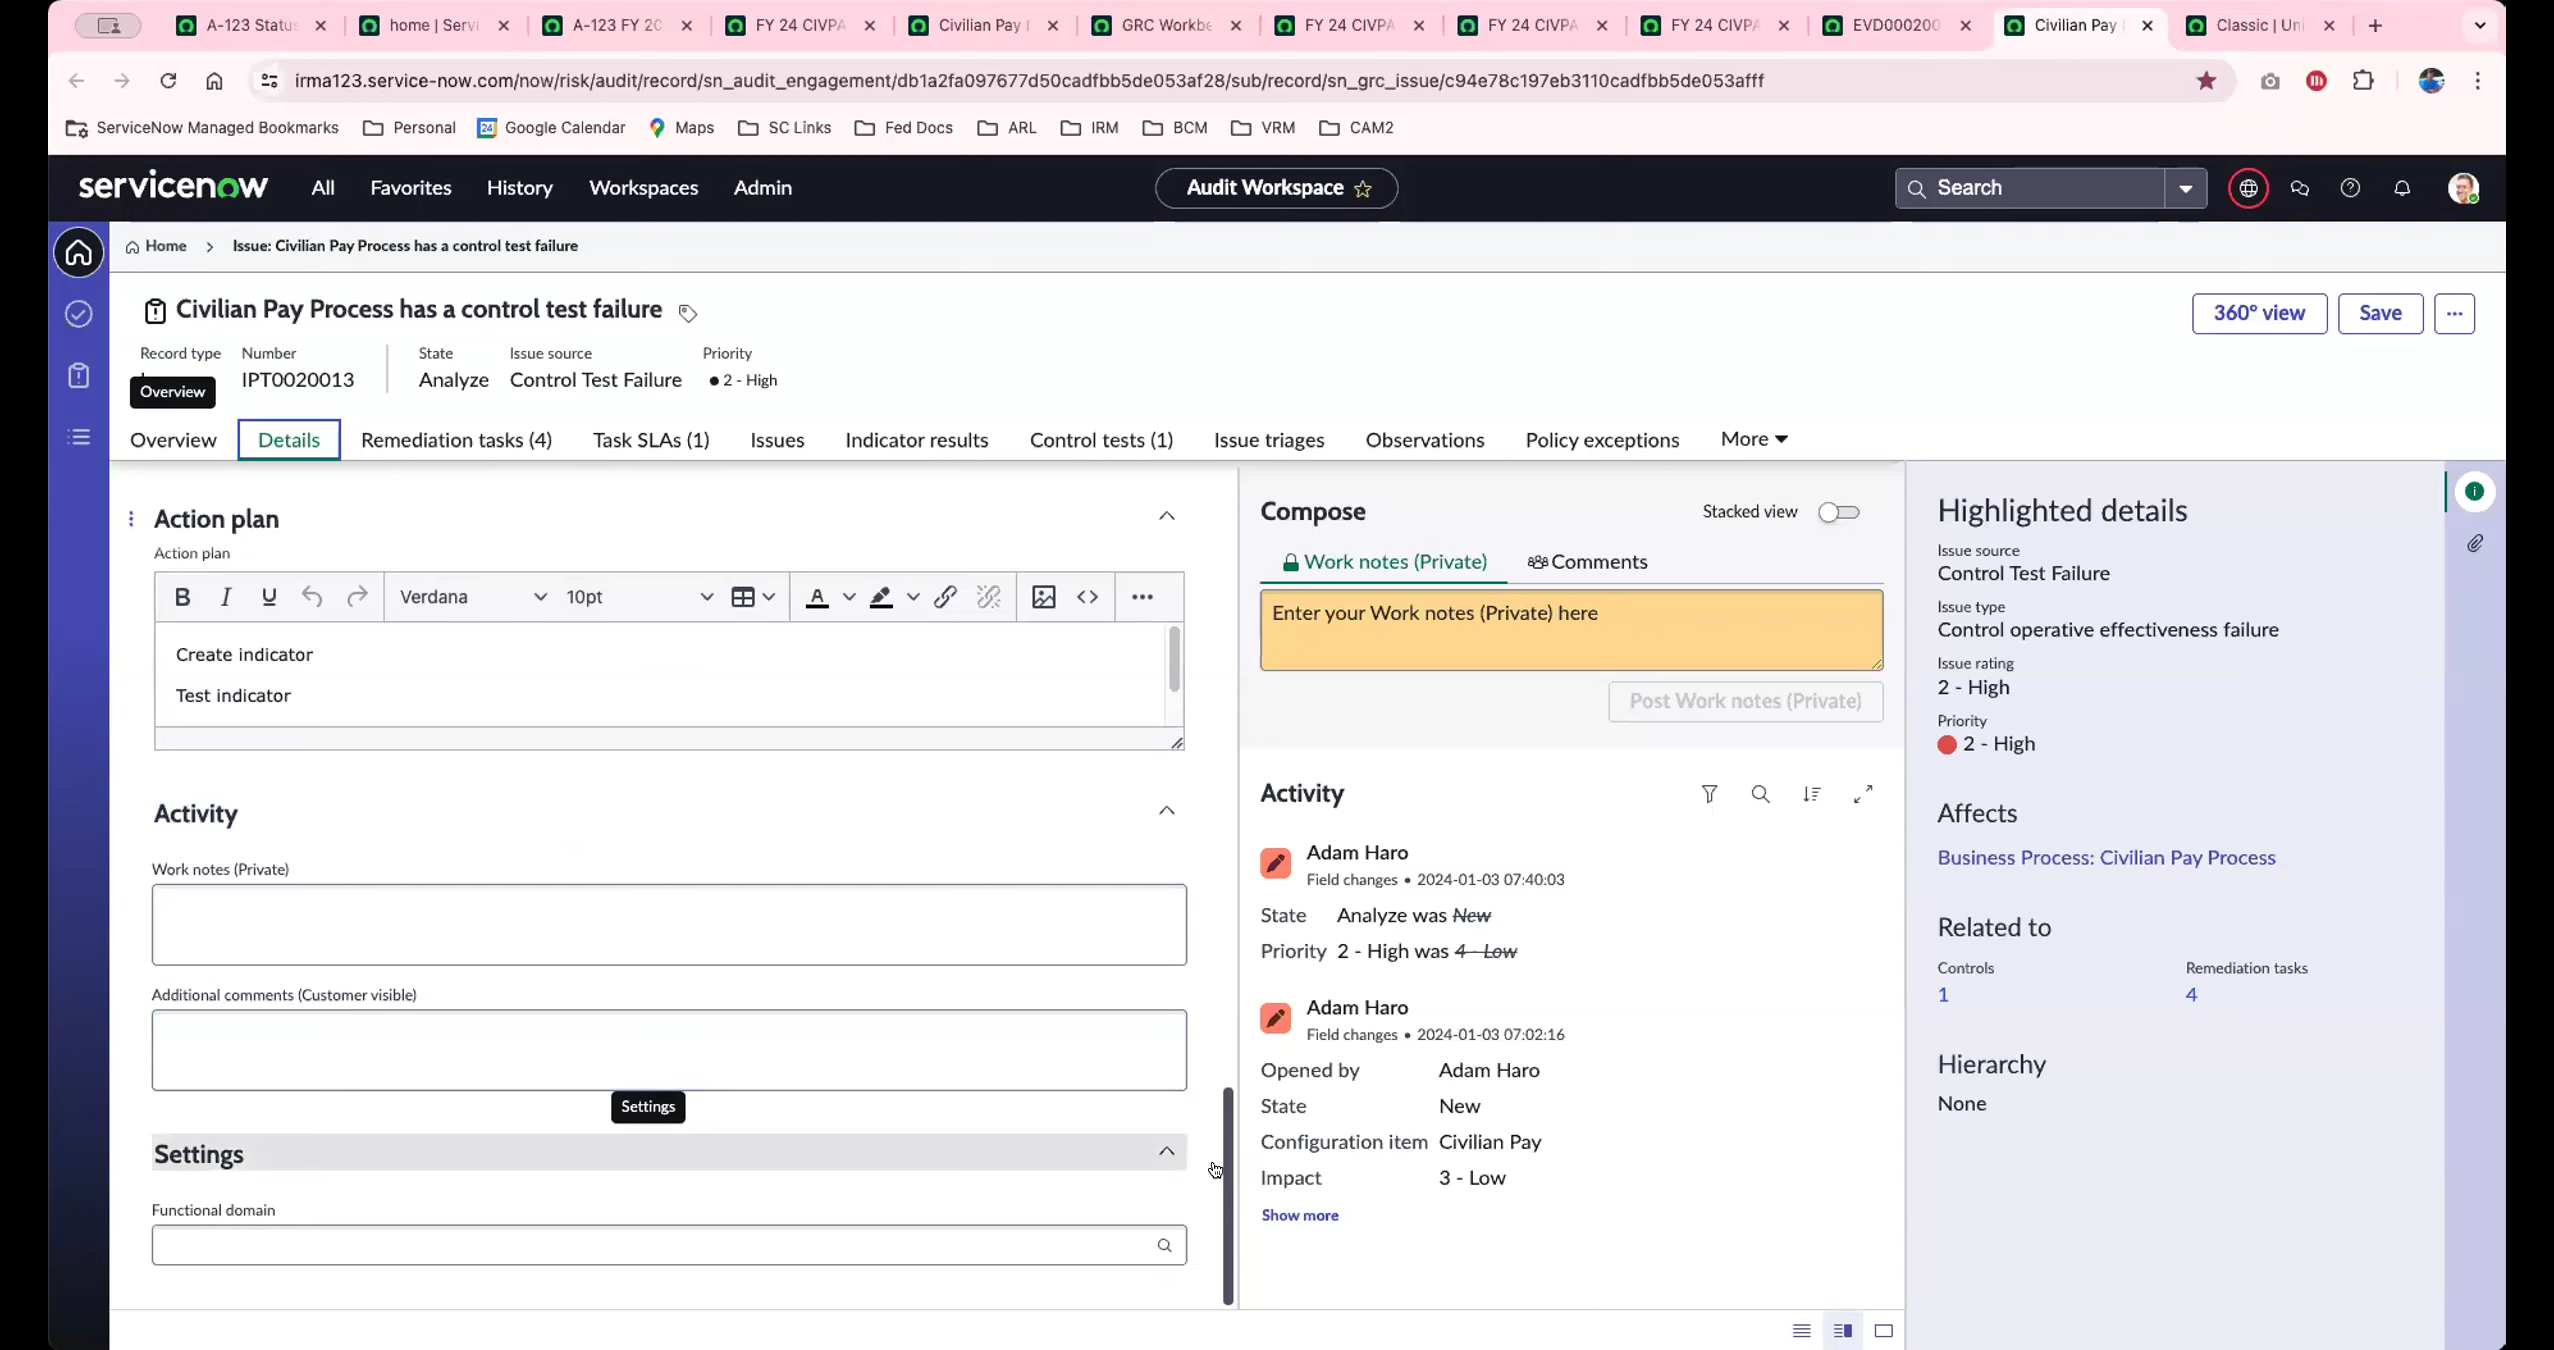 A-123 Status
home | Servi
A-123 FY 20
FY 24 CIVPA
Civilian Pay
GRC Workbe
FY 24 CIVPA
FY 24 CIVPA
FY 24 CIVPA
EVD000200
Civilian Pay
Classic | Uni
irma123.service-now.com/now/risk/audit/record/sn_audit_engagement/db1a2fa097677d50cadfbb5de053af28/sub/record/sn_grc_issue/c94e78c197eb3110cadfbb5de053afff
ServiceNow Managed Bookmarks
Personal
24 Google Calendar
Maps
SC Links
Fed Docs
ARL
IRM
BCM
VRM
CAM2
servicenow
All
Favorites
History
Workspaces
Admin
Audit Workspace
Search
Home
Issue: Civilian Pay Process has a control test failure
Civilian Pay Process has a control test failure
360° view
Save
Record type
Number
State
Issue source
Priority
IPT0020013
Analyze
Control Test Failure
2 - High
Overview
Overview
Details
Remediation tasks (4)
Task SLAs (1)
Issues
Indicator results
Control tests (1)
Issue triages
Observations
Policy exceptions
More
Action plan
Action plan
B I U
Verdana
10pt
A
Create indicator
Test indicator
Activity
Work notes (Private)
Additional comments (Customer visible)
Settings
Settings
Functional domain
Compose
Stacked view
Work notes (Private)
Comments
Enter your Work notes (Private) here
Post Work notes (Private)
Activity
Adam Haro
Field changes • 2024-01-03 07:40:03
State Analyze was New
Priority 2 - High was 4 - Low
Adam Haro
Field changes • 2024-01-03 07:02:16
Opened by Adam Haro
State New
Configuration item Civilian Pay
Impact 3 - Low
Show more
Highlighted details
Issue source
Control Test Failure
Issue type
Control operative effectiveness failure
Issue rating
2 - High
Priority
2 - High
Affects
Business Process: Civilian Pay Process
Related to
Controls
Remediation tasks
1
4
Hierarchy
None